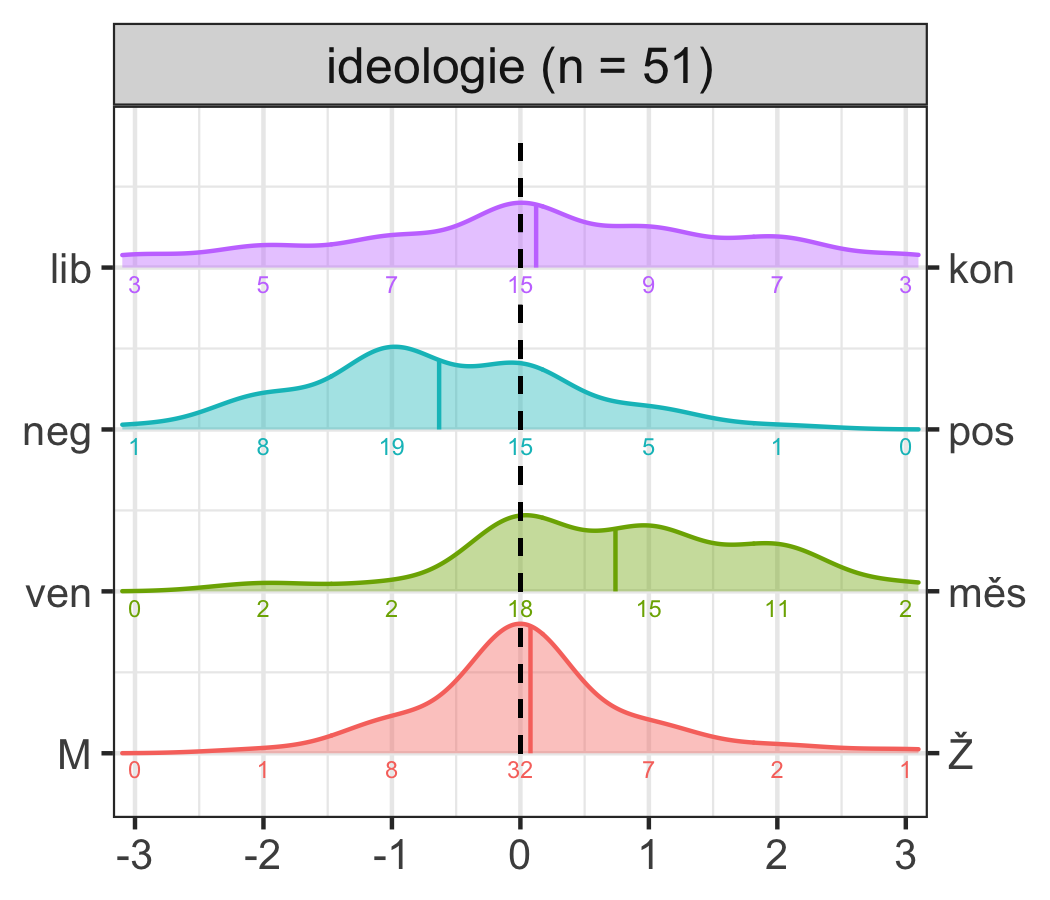 ideologie (n = 51)
lib kon
3 5 7 15 9 7 3
neg pos
1 8 19 15 5 1 0
ven měs
0 2 2 18 15 11 2
M Ž
0 1 8 32 7 2 1
-3 -2 -1 0 1 2 3